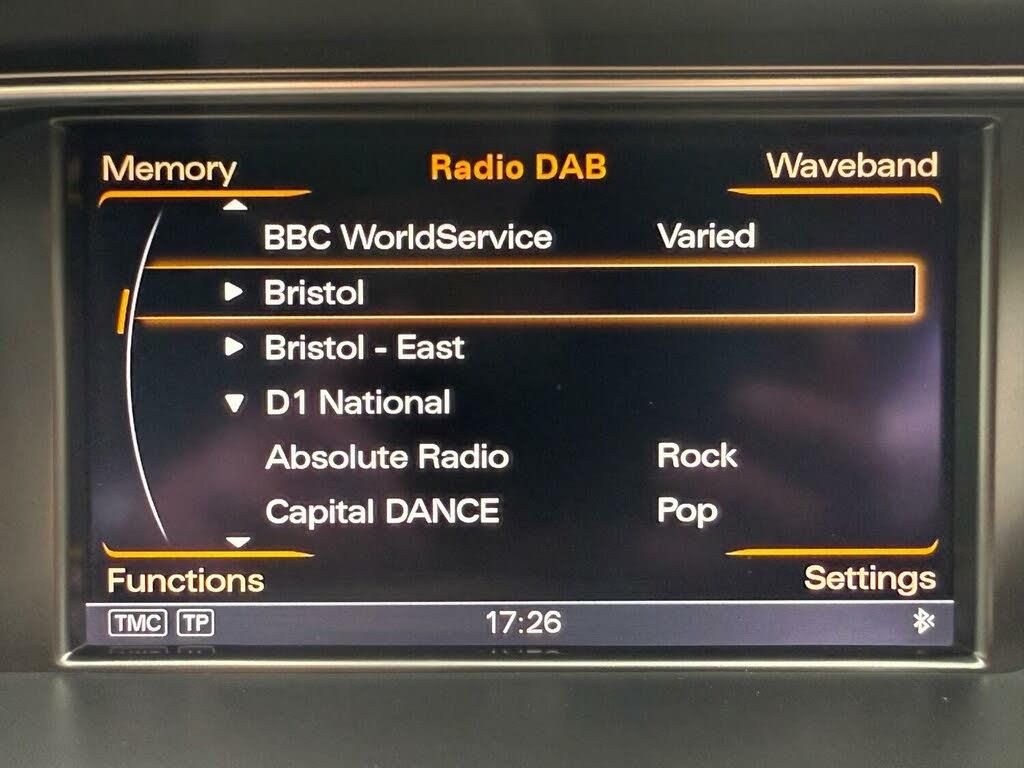 Memory Radio DAB Waveband
BBC WorldService Varied
Bristol
Bristol - East
D1 National
Absolute Radio Rock
Capital DANCE Pop
Functions Settings
TMC TP 17:26